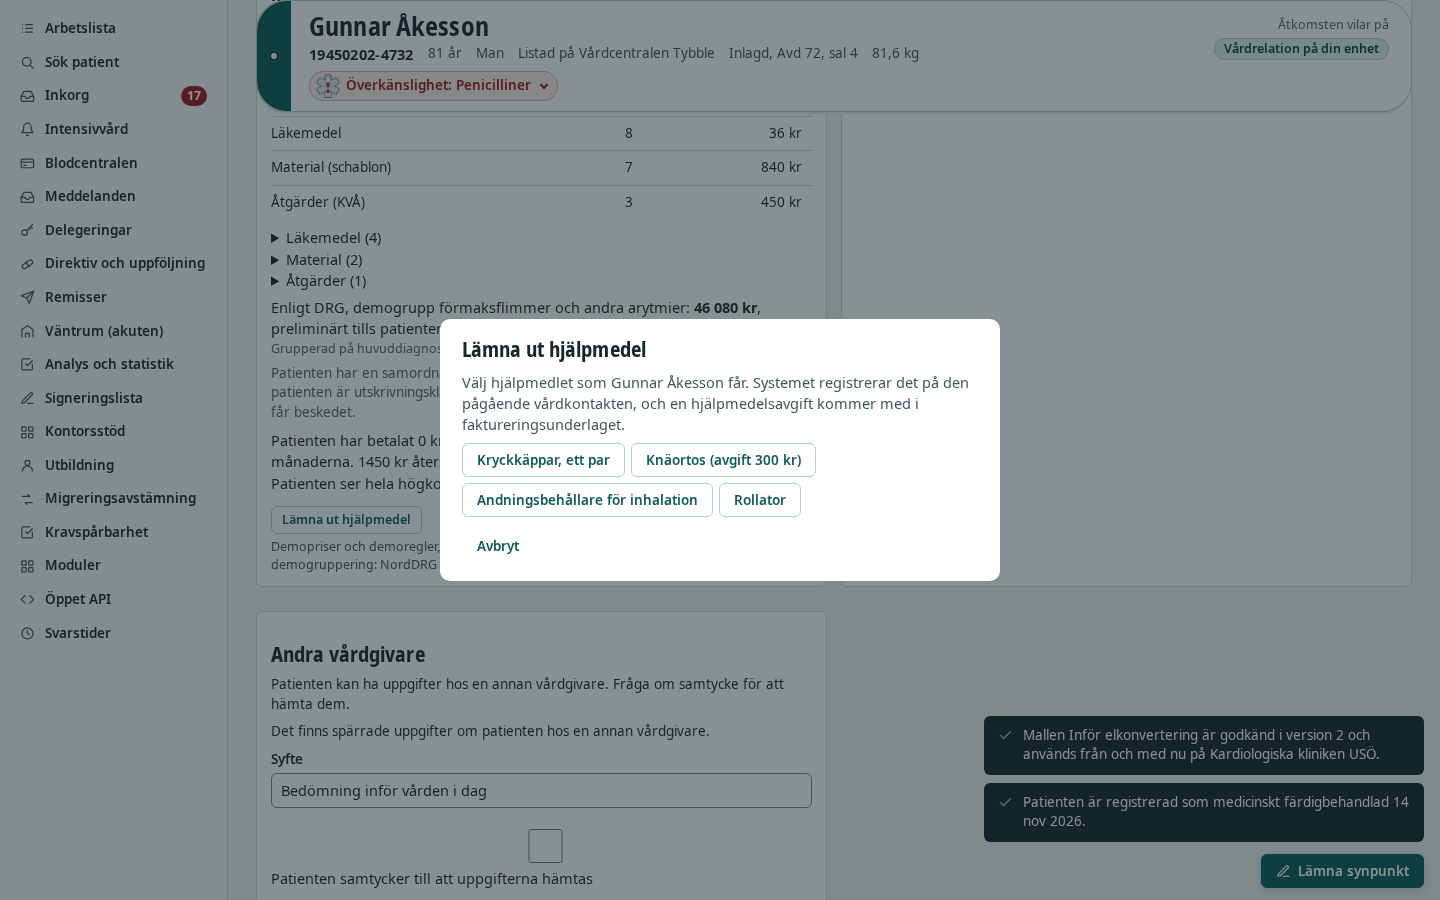 Arbetslista
Sök patient
Inkorg 17
Intensivvård
Blodcentralen
Meddelanden
Delegeringar
Direktiv och uppföljning
Remisser
Väntrum (akuten)
Analys och statistik
Signeringslista
Kontorsstöd
Utbildning
Migreringsavstämning
Kravspårbarhet
Moduler
Öppet API
Svarstider
Gunnar Åkesson
19450202-4732 81 år Man Listad på Vårdcentralen Tybble Inlagd, Avd 72, sal 4 81,6 kg
Överkänslighet: Penicilliner
Åtkomsten vilar på
Vårdrelation på din enhet
Läkemedel 8 36 kr
Material (schablon) 7 840 kr
Åtgärder (KVÅ) 3 450 kr
Läkemedel (4)
Material (2)
Åtgärder (1)
Enligt DRG, demogrupp förmaksflimmer och andra arytmier: 46 080 kr,
preliminärt tills patienten
Grupperad på huvuddiagnos
Patienten har en samordna
patienten är utskrivningskl
får beskedet.
Patienten har betalat 0 kr
månaderna. 1450 kr åter
Patienten ser hela högko
Lämna ut hjälpmedel
Demopriser och demoregler,
demogruppering: NordDRG
Lämna ut hjälpmedel
Välj hjälpmedlet som Gunnar Åkesson får. Systemet registrerar det på den
pågående vårdkontakten, och en hjälpmedelsavgift kommer med i
faktureringsunderlaget.
Kryckkäppar, ett par Knäortos (avgift 300 kr)
Andningsbehållare för inhalation Rollator
Avbryt
Andra vårdgivare
Patienten kan ha uppgifter hos en annan vårdgivare. Fråga om samtycke för att
hämta dem.
Det finns spärrade uppgifter om patienten hos en annan vårdgivare.
Syfte
Bedömning inför vården i dag
Patienten samtycker till att uppgifterna hämtas
Mallen Inför elkonvertering är godkänd i version 2 och
används från och med nu på Kardiologiska kliniken USÖ.
Patienten är registrerad som medicinskt färdigbehandlad 14
nov 2026.
Lämna synpunkt